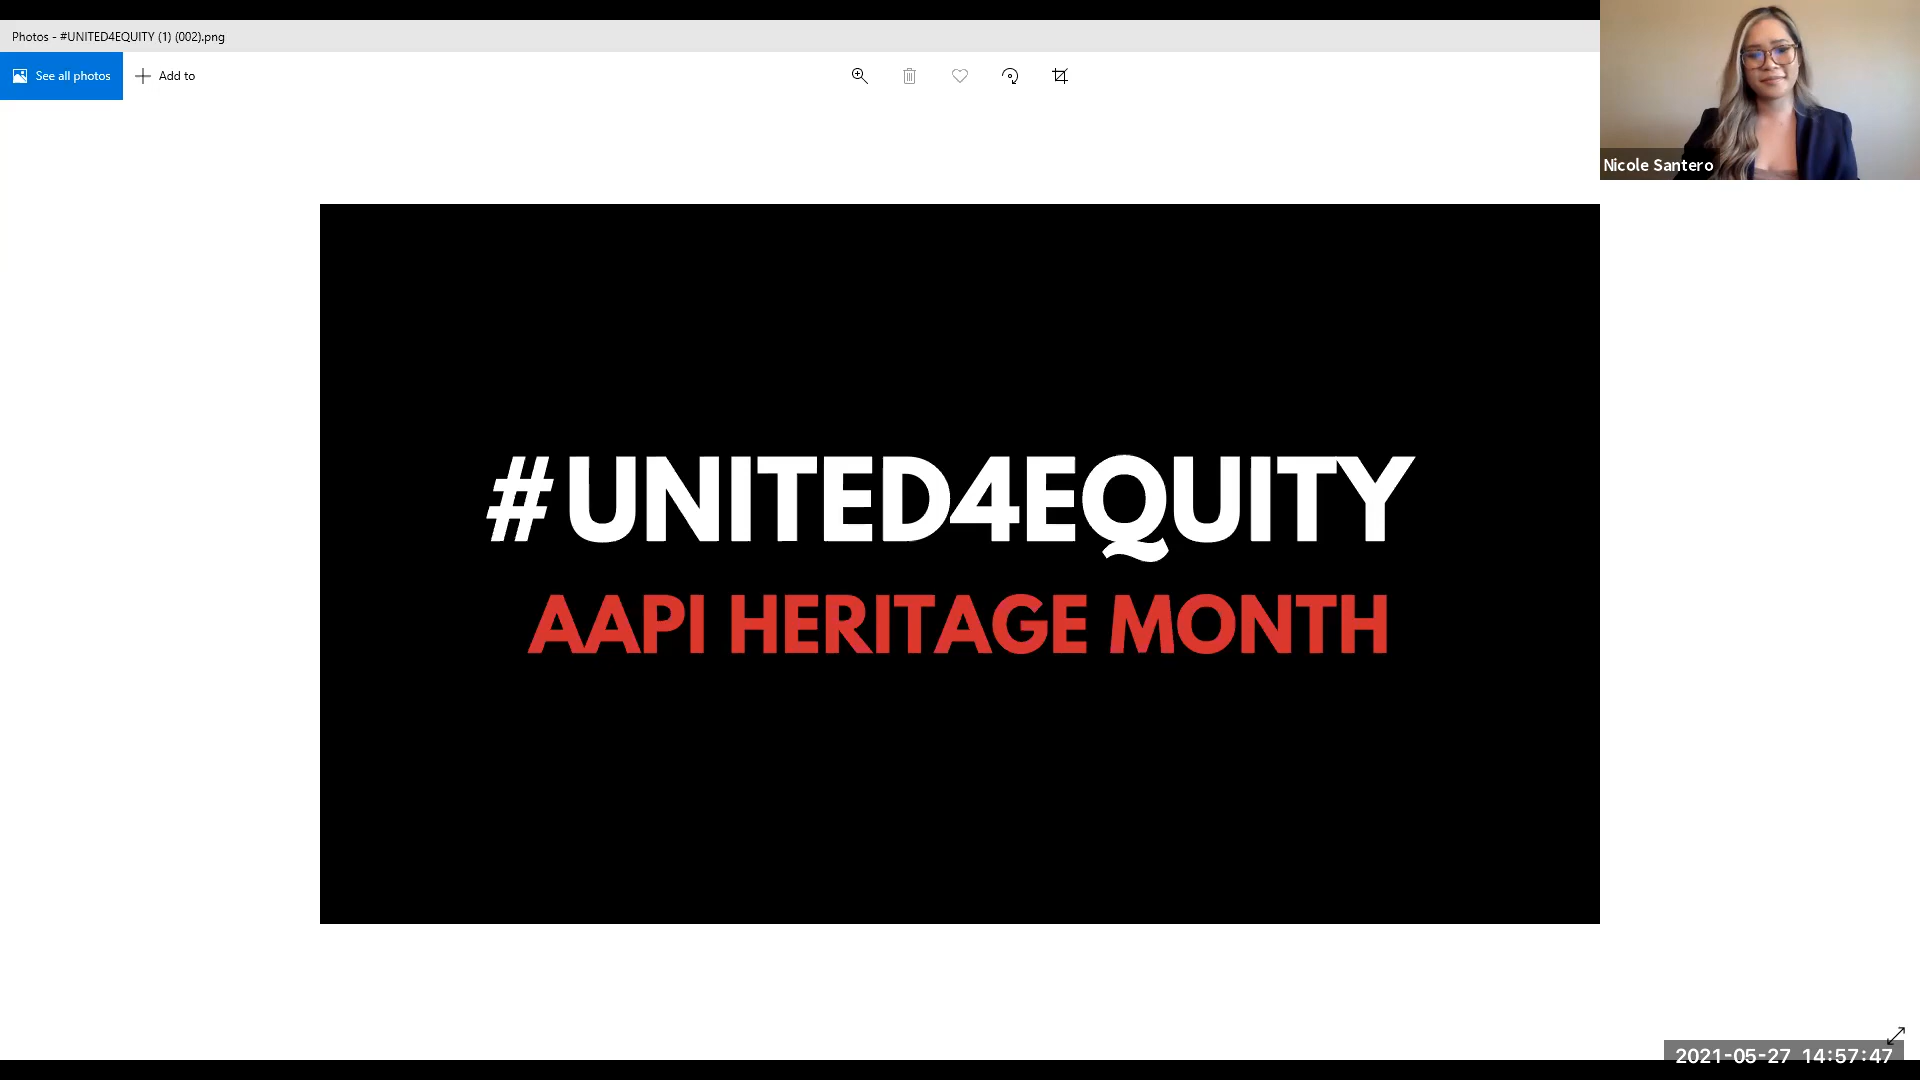 Photos - #UNITED4EQUITY (1) (002).png
See all photos
Add to
Nicole Santero
#UNITED4EQUITY
AAPI HERITAGE MONTH
2021-05-27 14:57:47